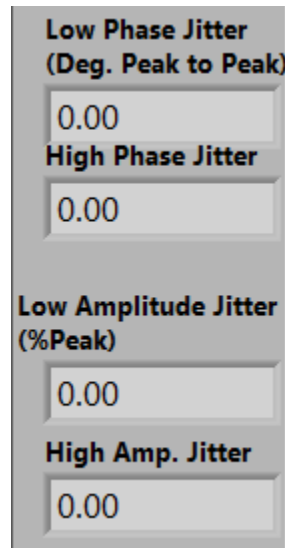 Low Phase Jitter
(Deg. Peak to Peak)
0.00
High Phase Jitter
0.00
Low Amplitude Jitter
(%Peak)
0.00
High Amp. Jitter
0.00